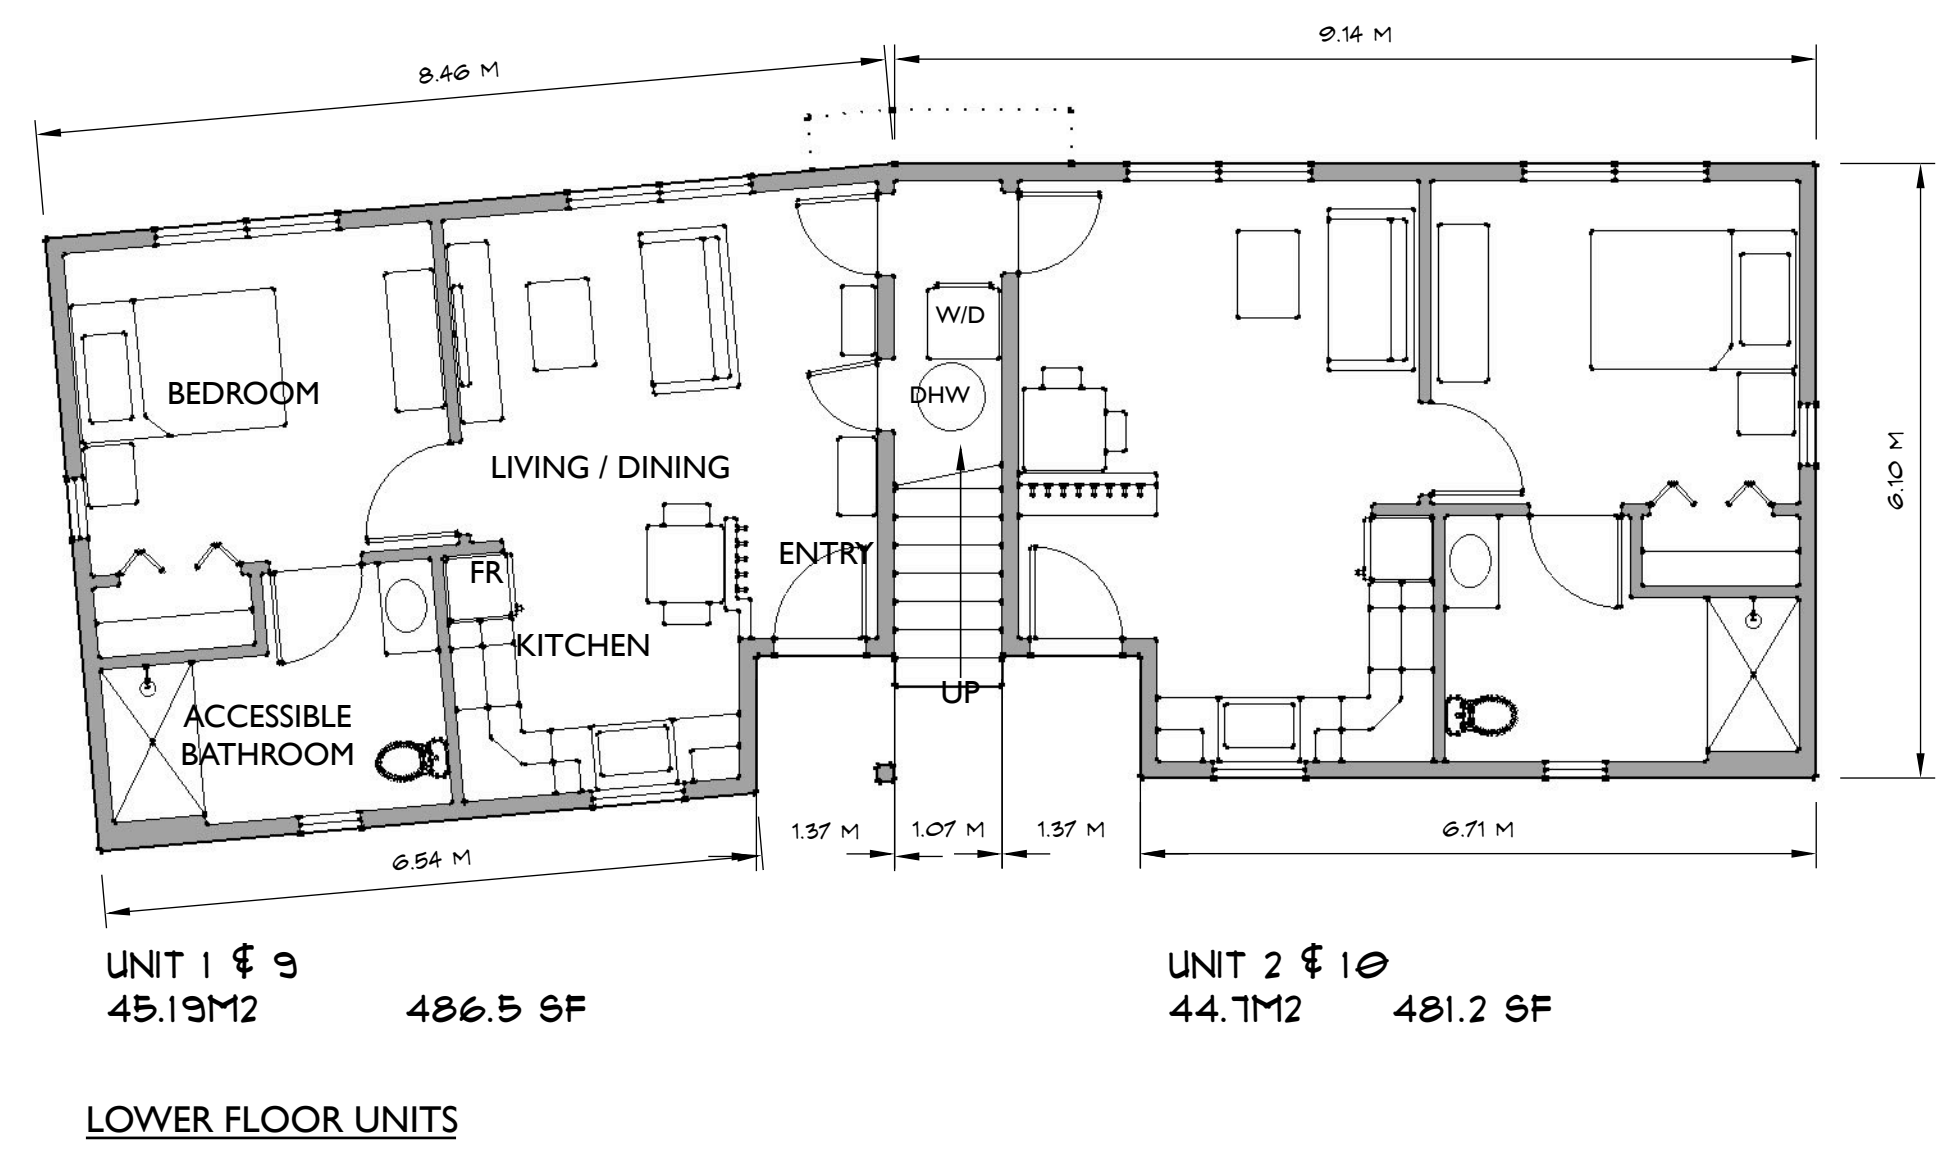 9.14 M
8.46 M
W/D
DHW
BEDROOM
6.10 M
LIVING / DINING
ENTRY
FR
KITCHEN
UP
ACCESSIBLE
BATHROOM
1.37 M
1.07 M
1.37 M
6.71 M
6.54 M
UNIT 1 & 9
45.19M2 486.5 SF
UNIT 2 & 10
44.7M2 481.2 SF
LOWER FLOOR UNITS